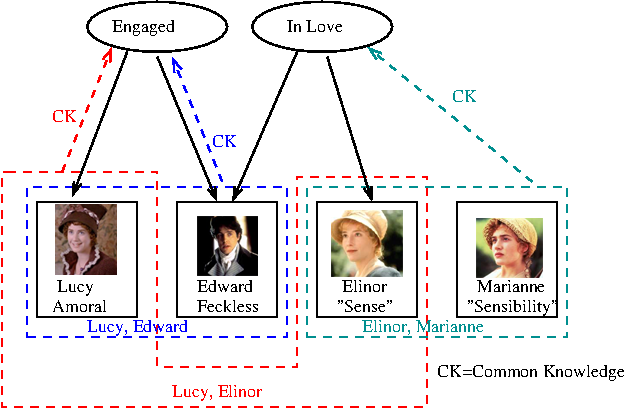 Engaged
In Love
CK
CK
CK
Lucy
Amoral
Edward
Feckless
Elinor
"Sense"
Marianne
"Sensibility"
Lucy, Edward
Elinor, Marianne
CK=Common Knowledge
Lucy, Elinor